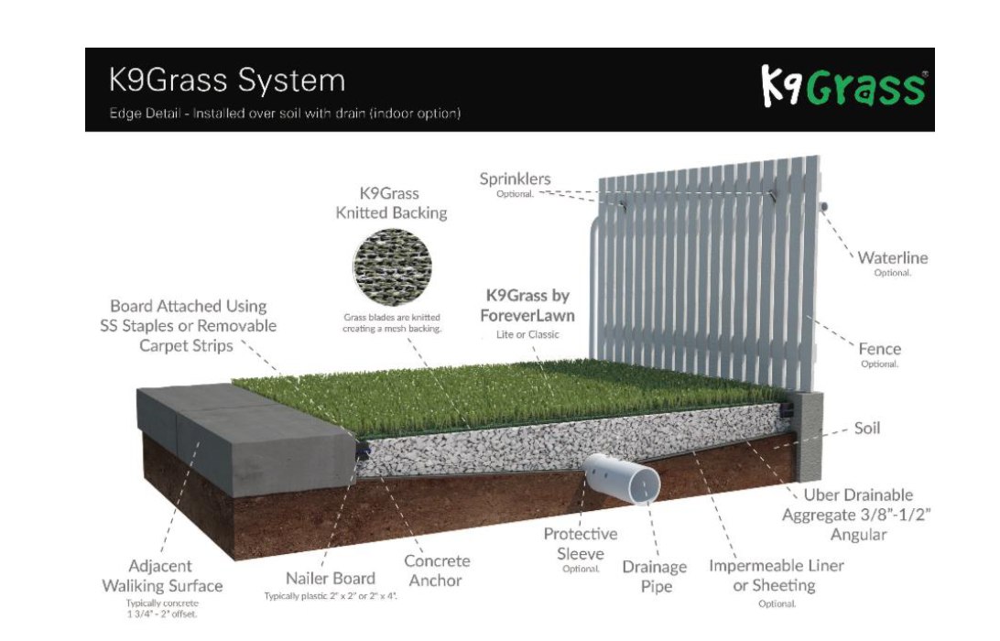 K9Grass System
Edge Detail - Installed over soil with drain (indoor option)
K9Grass®
Sprinklers
Optional.
K9Grass
Knitted Backing
Grass blades are knitted
creating a mesh backing.
K9Grass by
ForeverLawn
Lite or Classic
Board Attached Using
SS Staples or Removable
Carpet Strips
Waterline
Optional.
Fence
Optional.
Soil
Uber Drainable
Aggregate 3/8"-1/2"
Angular
Impermeable Liner
or Sheeting
Optional.
Drainage
Pipe
Protective
Sleeve
Optional.
Concrete
Anchor
Nailer Board
Typically plastic 2" x 2" or 2" x 4".
Adjacent
Waliking Surface
Typically concrete
1 3/4" - 2" offset.